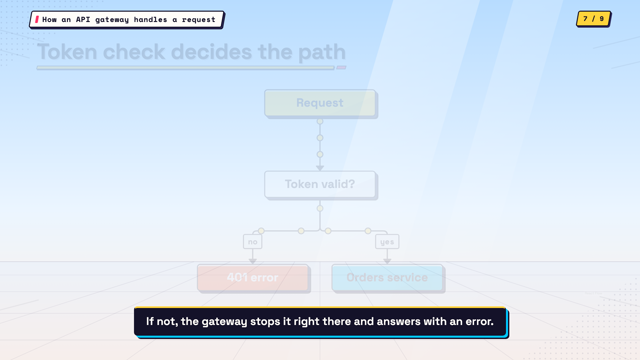 How an API gateway handles a request
7 / 9
Token check decides the path
Request
Token valid?
no
yes
401 error
Orders service
If not, the gateway stops it right there and answers with an error.